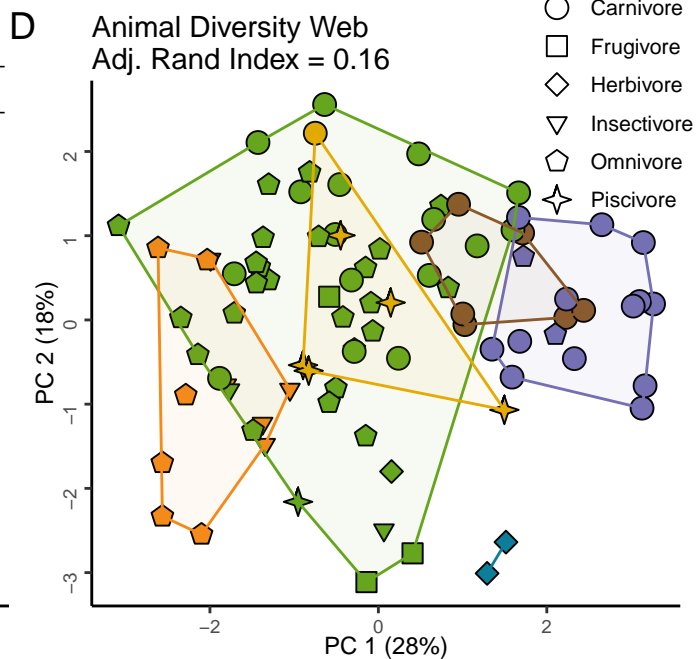 D
Animal Diversity Web
Adj. Rand Index = 0.16
Carnivore
Frugivore
Herbivore
Insectivore
Omnivore
Piscivore
PC 2 (18%)
2
1
0
−1
−2
−3
−2
0
2
PC 1 (28%)